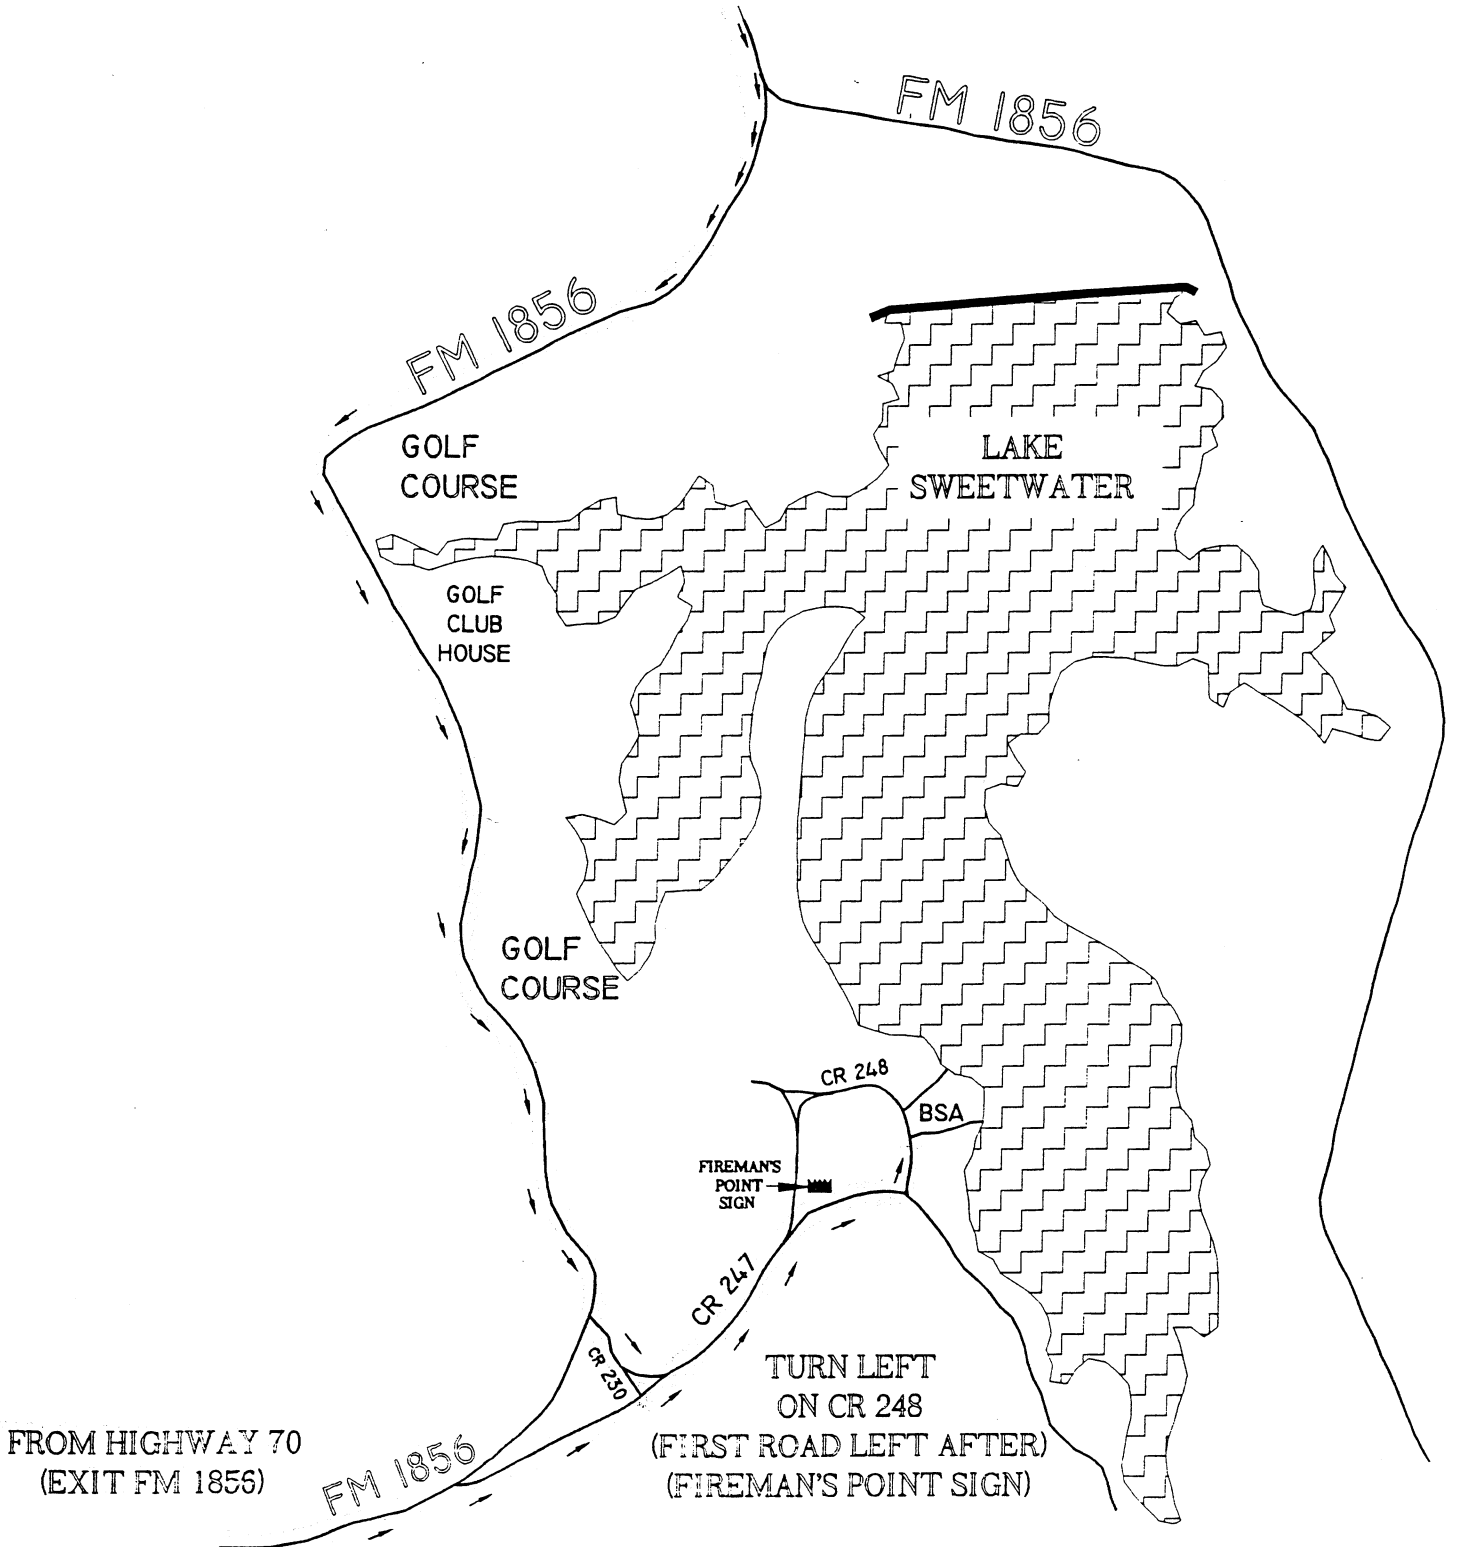 FM 1856
FM 1856
GOLF
COURSE
LAKE
SWEETWATER
GOLF
CLUB
HOUSE
GOLF
COURSE
CR 248
BSA
FIREMAN'S
POINT
SIGN
CR 247
CR 230
TURN LEFT
ON CR 248
(FIRST ROAD LEFT AFTER)
(FIREMAN'S POINT SIGN)
FROM HIGHWAY 70
(EXIT FM 1856)
FM 1856